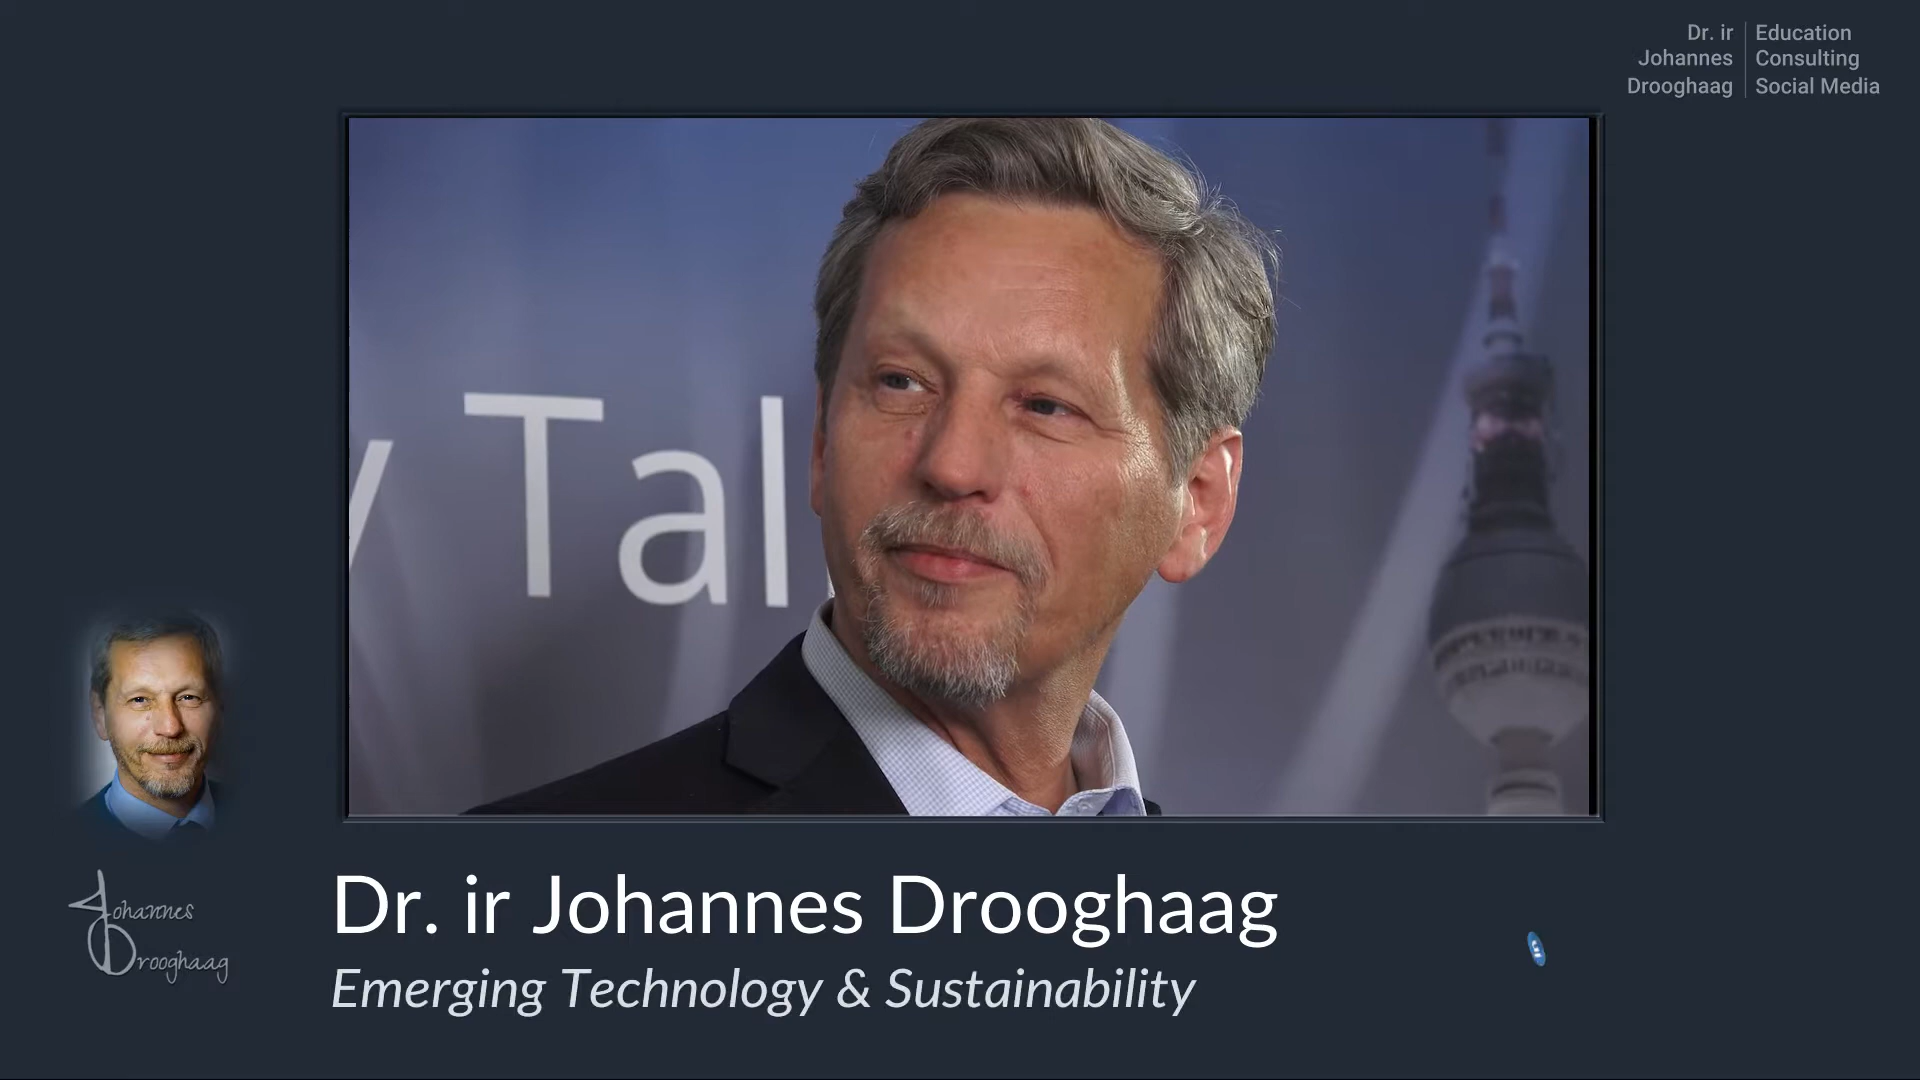 Dr. ir
Johannes
Drooghaag
Education
Consulting
Social Media
y Tal
Johannes
Drooghaag
Dr. ir Johannes Drooghaag
Emerging Technology & Sustainability